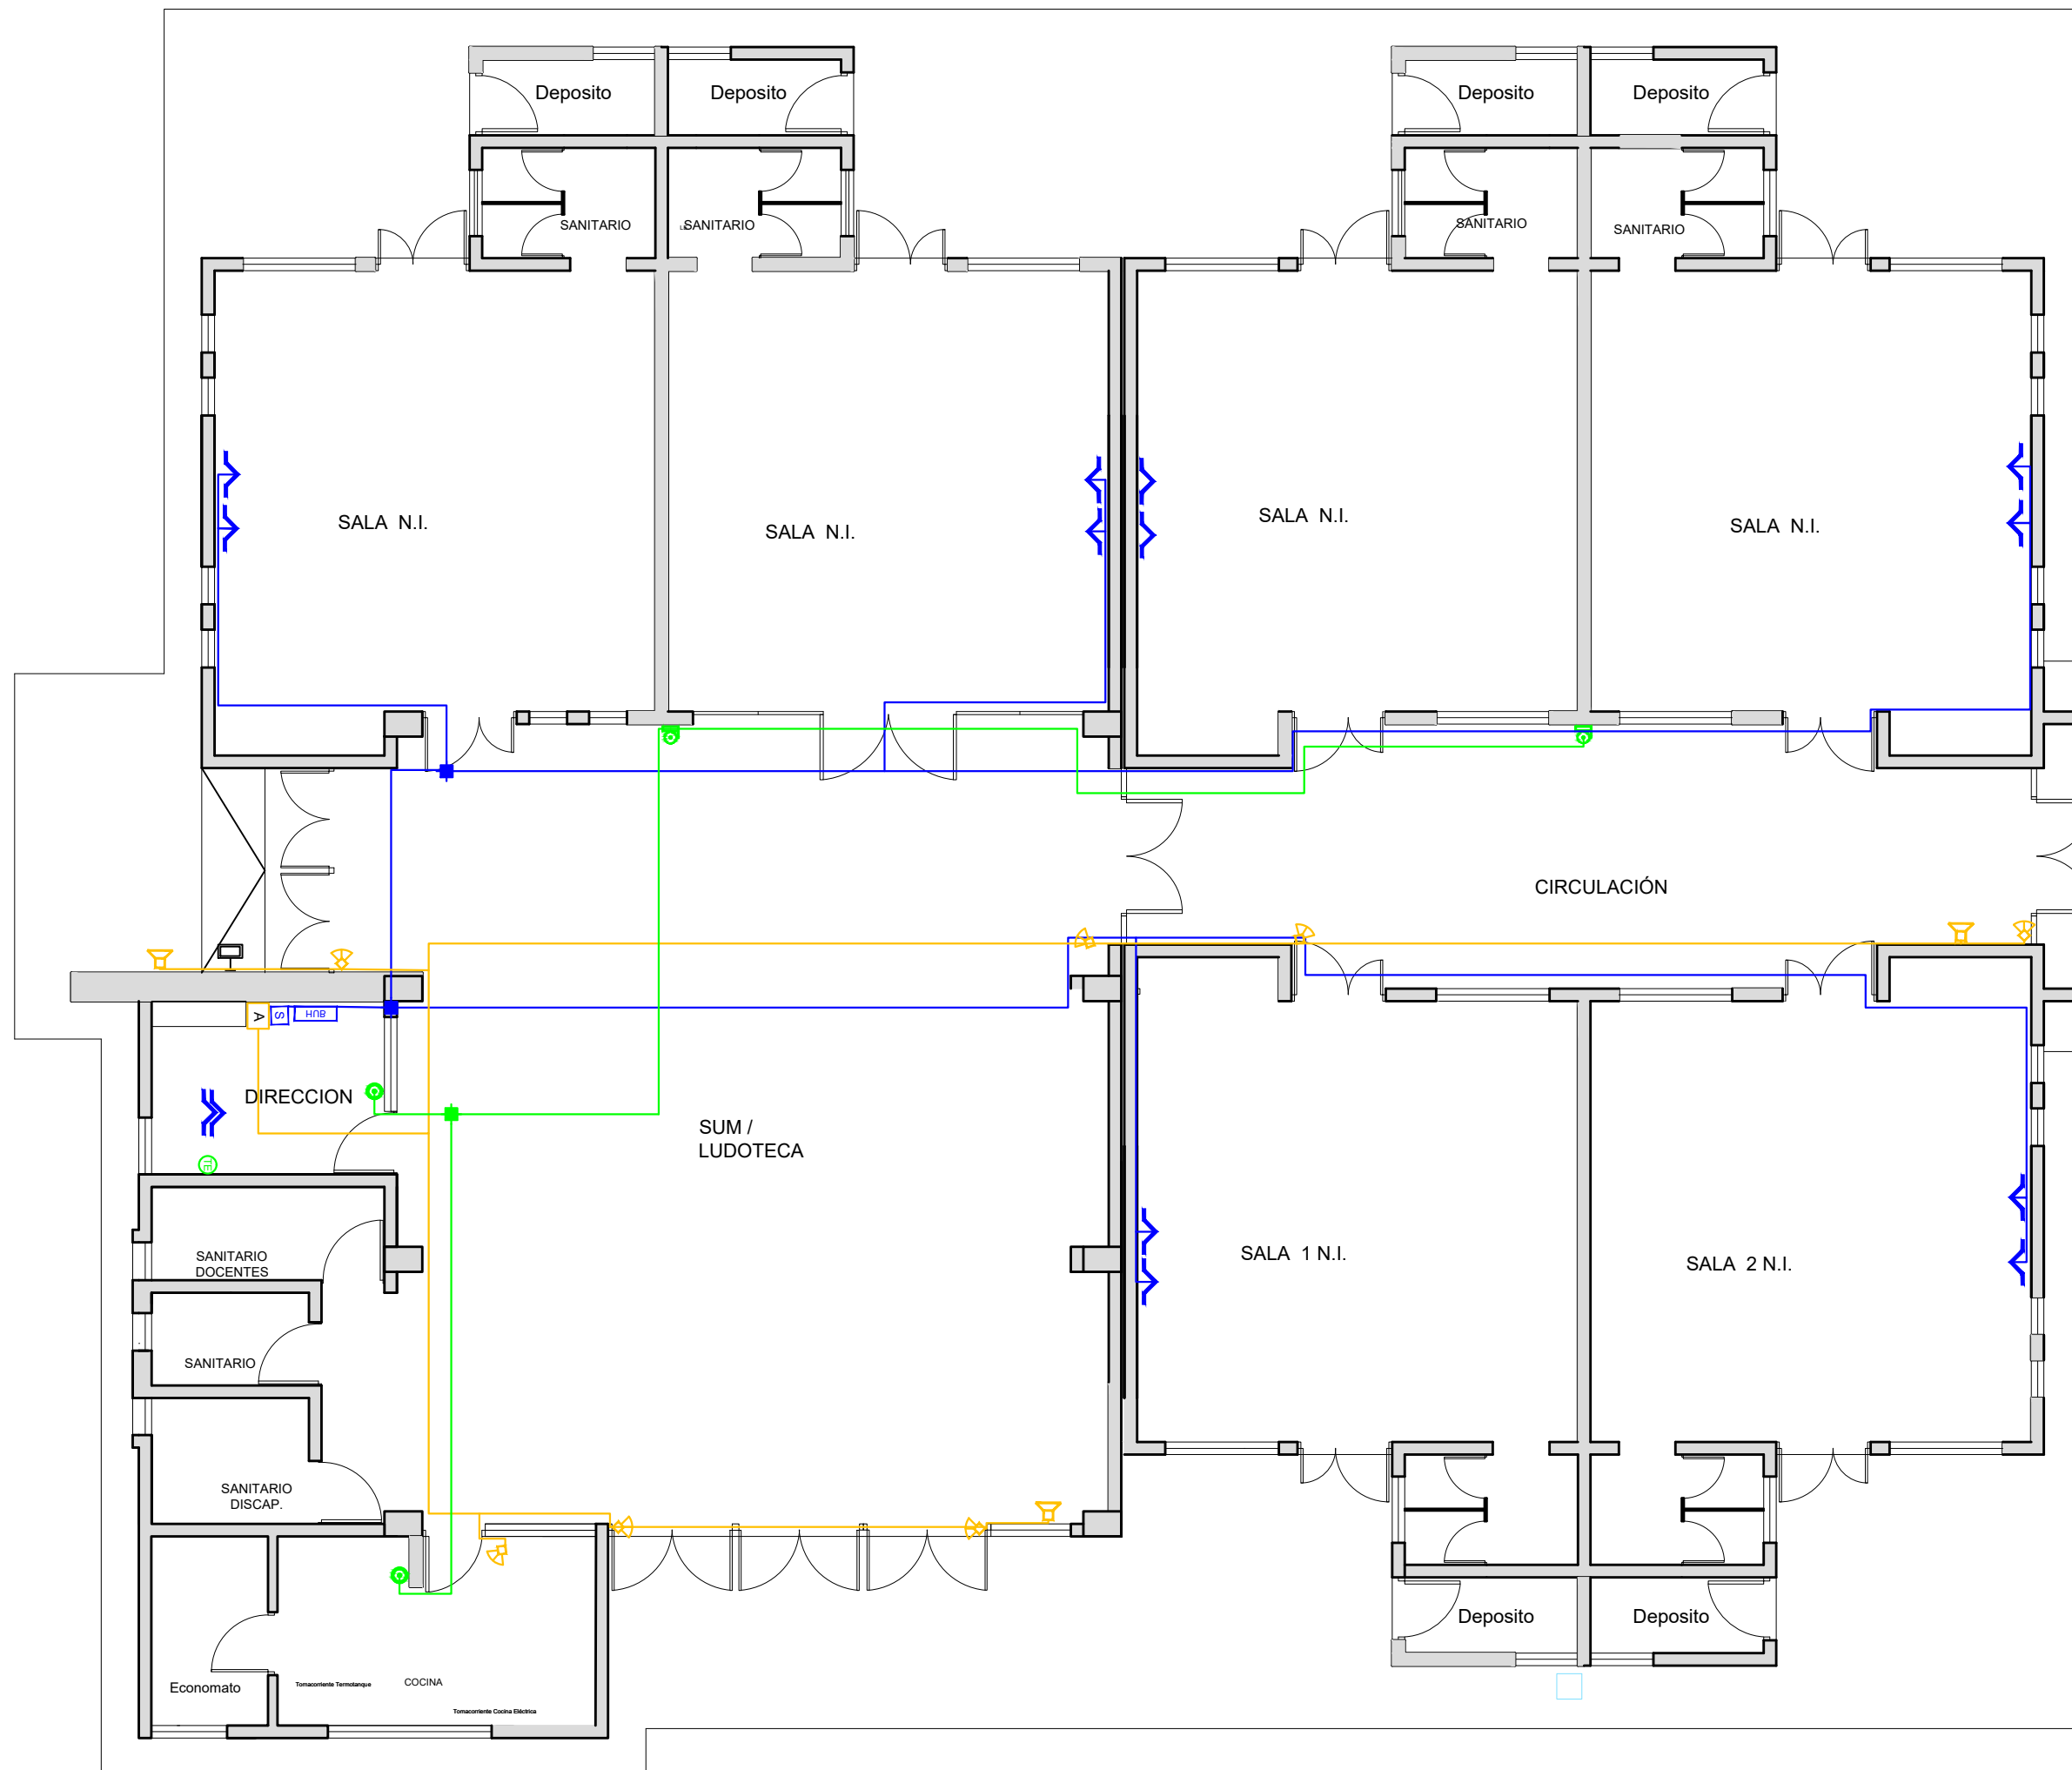 Deposito
Deposito
Deposito
Deposito
SANITARIO
SANITARIO
SANITARIO
SANITARIO
SALA N.I.
SALA N.I.
SALA N.I.
SALA N.I.
CIRCULACIÓN
A
S
HUB
DIRECCION
C
C
C
C
TE
SUM /
LUDOTECA
SANITARIO
DOCENTES
SALA 1 N.I.
SALA 2 N.I.
SANITARIO
SANITARIO
DISCAP.
Deposito
Deposito
Economato
Tomacorriente Termotanque
COCINA
Tomacorriente Cocina Eléctrica